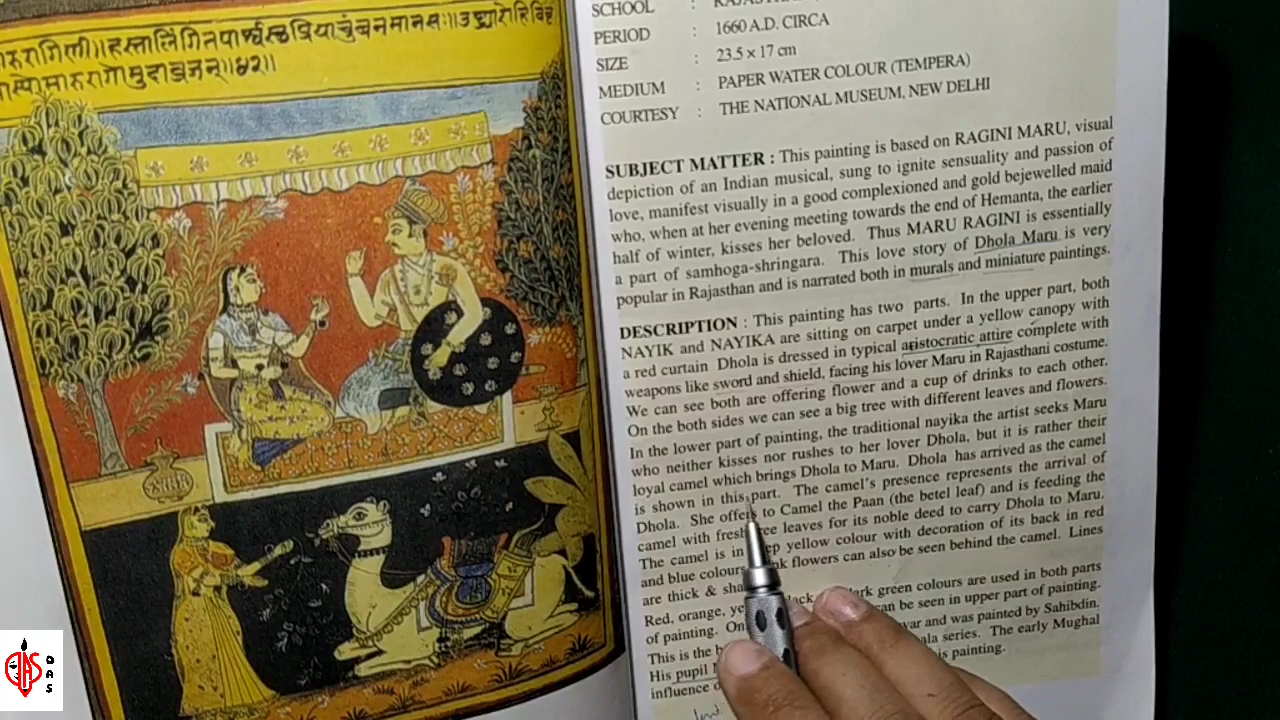 SCHOOL :
PERIOD : 1660 A.D. CIRCA
SIZE : 23.5 x 17 cm
MEDIUM : PAPER WATER COLOUR (TEMPERA)
COURTESY : THE NATIONAL MUSEUM, NEW DELHI
SUBJECT MATTER : This painting is based on RAGINI MARU, visual
depiction of an Indian musical, sung to ignite sensuality and passion of
love, manifest visually in a good complexioned and gold bejewelled maid
who, when at her evening meeting towards the end of Hemanta, the earlier
half of winter, kisses her beloved. Thus MARU RAGINI is essentially
a part of samhoga-shringara. This love story of Dhola Maru is very
popular in Rajasthan and is narrated both in murals and miniature paintings.
DESCRIPTION : This painting has two parts. In the upper part, both
NAYIK and NAYIKA are sitting on carpet under a yellow canopy with
a red curtain Dhola is dressed in typical aristocratic attire complete with
weapons like sword and shield, facing his lover Maru in Rajasthani costume.
We can see both are offering flower and a cup of drinks to each other.
On the both sides we can see a big tree with different leaves and flowers.
In the lower part of painting, the traditional nayika the artist seeks Maru
who neither kisses nor rushes to her lover Dhola, but it is rather their
loyal camel which brings Dhola to Maru. Dhola has arrived as the camel
is shown in this part. The camel's presence represents the arrival of
Dhola. She offers to Camel the Paan (the betel leaf) and is feeding the
camel with fresh leaves for its noble deed to carry Dhola to Maru.
The camel is in yellow colour with decoration of its back in red
and blue colours flowers can also be seen behind the camel. Lines
are thick &
Red, orange, dark green colours are used in both parts
of painting. can be seen in upper part of painting.
This is the and was painted by Sahibdin.
His pupil series. The early Mughal
influence painting.
DAS